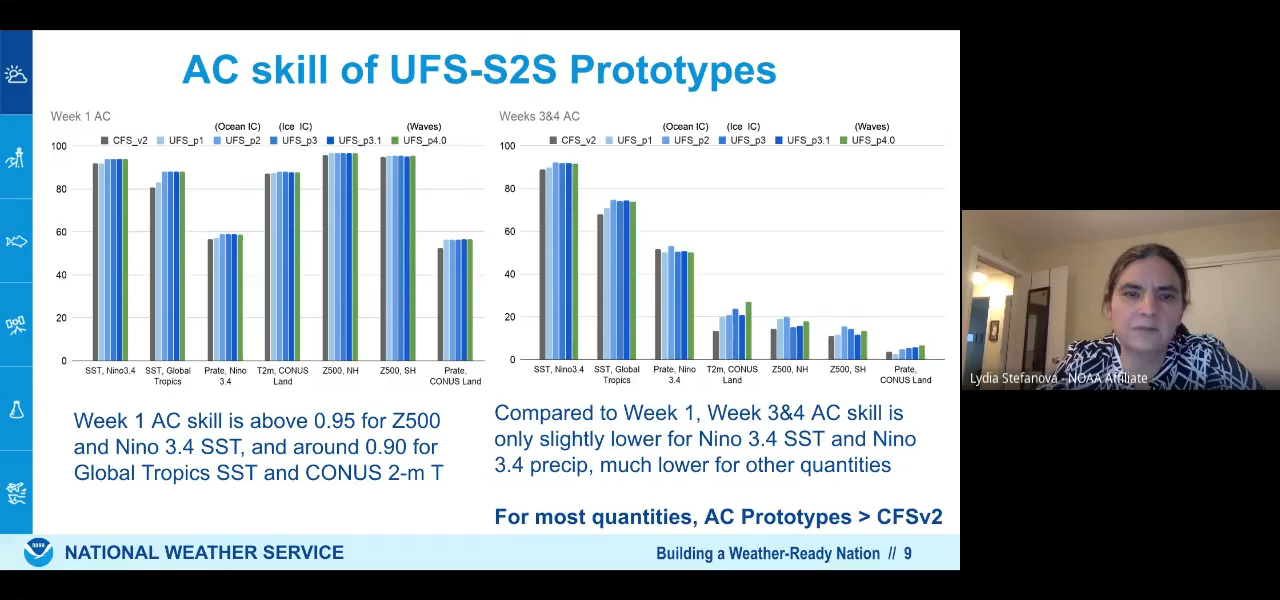 AC skill of UFS-S2S Prototypes
Week 1 AC
(Ocean IC) (Ice IC) (Waves)
CFS_v2 UFS_p1 UFS_p2 UFS_p3 UFS_p3.1 UFS_p4.0
100
80
60
40
20
0
SST, Nino3.4
SST, Global Tropics
Prate, Nino 3.4
T2m, CONUS Land
Z500, NH
Z500, SH
Prate, CONUS Land
Week 1 AC skill is above 0.95 for Z500
and Nino 3.4 SST, and around 0.90 for
Global Tropics SST and CONUS 2-m T
Weeks 3&4 AC
(Ocean IC) (Ice IC) (Waves)
CFS_v2 UFS_p1 UFS_p2 UFS_p3 UFS_p3.1 UFS_p4.0
100
80
60
40
20
0
SST, Nino3.4
SST, Global Tropics
Prate, Nino 3.4
T2m, CONUS Land
Z500, NH
Z500, SH
Prate, CONUS Land
Compared to Week 1, Week 3&4 AC skill is
only slightly lower for Nino 3.4 SST and Nino
3.4 precip, much lower for other quantities
For most quantities, AC Prototypes > CFSv2
NOAA
NATIONAL WEATHER SERVICE
Building a Weather-Ready Nation // 9
Lydia Stefanova - NOAA Affiliate